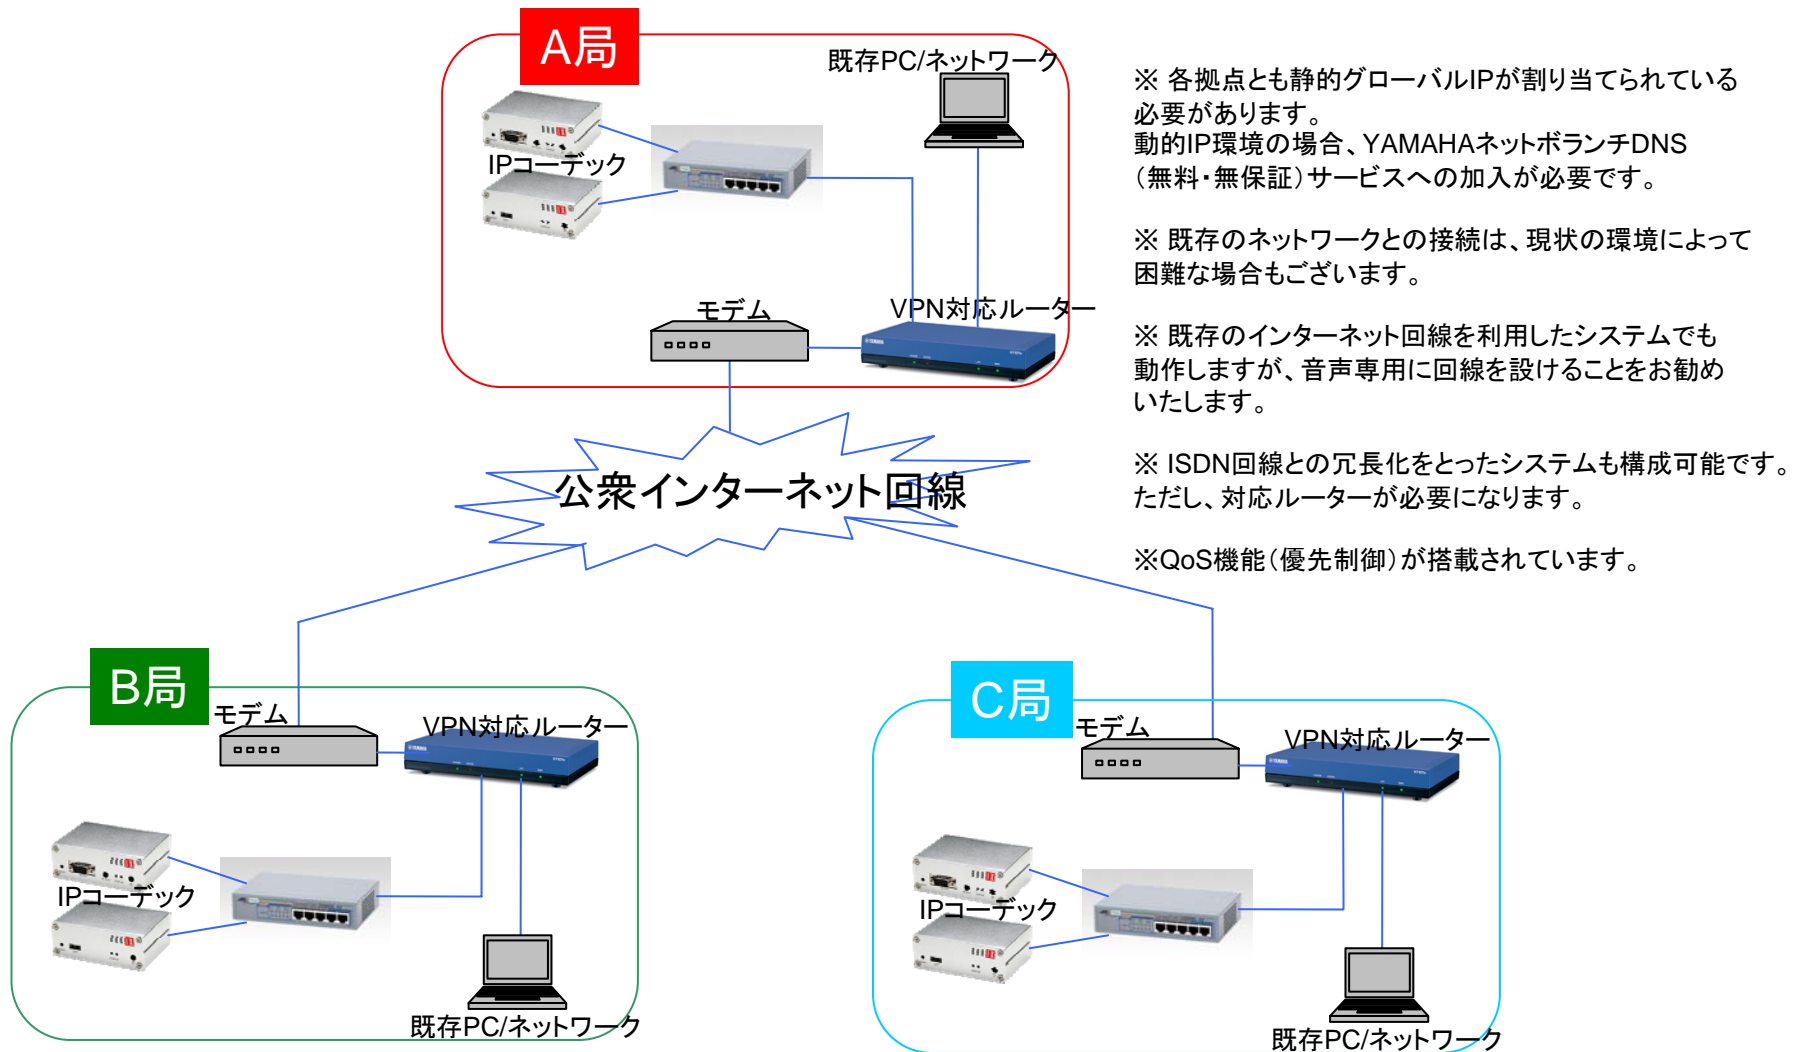 A局
既存PC/ネットワーク
IPコーデック
モデム
VPN対応ルーター
※ 各拠点とも静的グローバルIPが割り当てられている
必要があります。
動的IP環境の場合、YAMAHAネットボランチDNS
（無料・無保証）サービスへの加入が必要です。
※ 既存のネットワークとの接続は、現状の環境によって
困難な場合もございます。
※ 既存のインターネット回線を利用したシステムでも
動作しますが、音声専用に回線を設けることをお勧め
いたします。
※ ISDN回線との冗長化をとったシステムも構成可能です。
ただし、対応ルーターが必要になります。
※QoS機能（優先制御）が搭載されています。
公衆インターネット回線
B局
モデム
VPN対応ルーター
IPコーデック
既存PC/ネットワーク
C局
モデム
VPN対応ルーター
IPコーデック
既存PC/ネットワーク